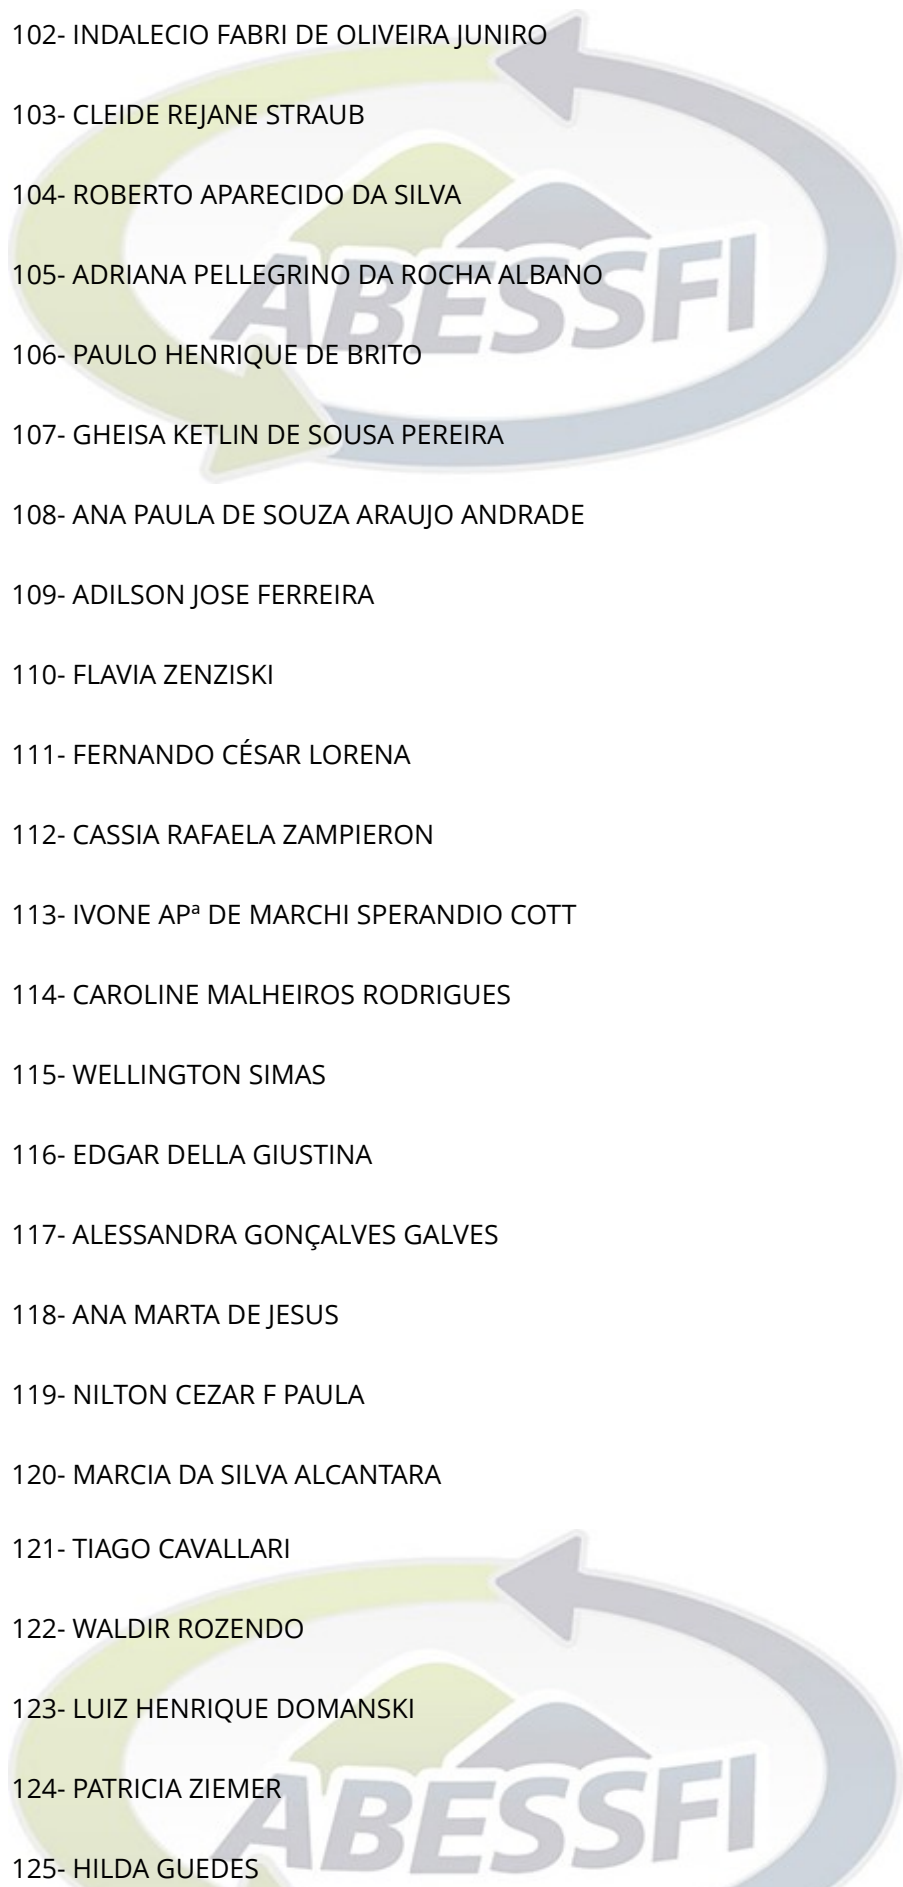 102- INDALECIO FABRI DE OLIVEIRA JUNIRO
103- CLEIDE REJANE STRAUB
104- ROBERTO APARECIDO DA SILVA
105- ADRIANA PELLEGRINO DA ROCHA ALBANO
ABESSFI
106- PAULO HENRIQUE DE BRITO
107- GHEISA KETLIN DE SOUSA PEREIRA
108- ANA PAULA DE SOUZA ARAUJO ANDRADE
109- ADILSON JOSE FERREIRA
110- FLAVIA ZENZISKI
111- FERNANDO CÉSAR LORENA
112- CASSIA RAFAELA ZAMPIERON
113- IVONE APª DE MARCHI SPERANDIO COTT
114- CAROLINE MALHEIROS RODRIGUES
115- WELLINGTON SIMAS
116- EDGAR DELLA GIUSTINA
117- ALESSANDRA GONÇALVES GALVES
118- ANA MARTA DE JESUS
119- NILTON CEZAR F PAULA
120- MARCIA DA SILVA ALCANTARA
121- TIAGO CAVALLARI
122- WALDIR ROZENDO
123- LUIZ HENRIQUE DOMANSKI
124- PATRICIA ZIEMER
ABESSFI
125- HILDA GUEDES